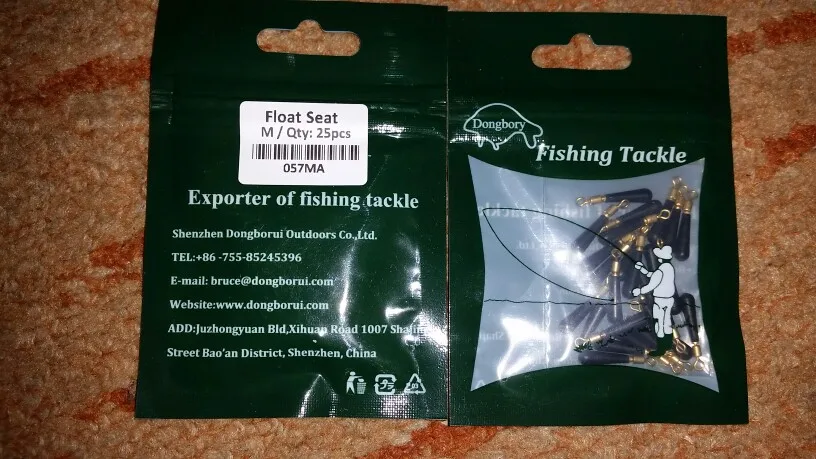 Float Seat
M / Qty: 25pcs
057MA
Exporter of fishing tackle
Shenzhen Dongborui Outdoors Co.,Ltd.
TEL:+86 -755-85245396
E-mail: bruce@dongborui.com
Website:www.dongborui.com
ADD:Juzhongyuan Bld,Xihuan Road 1007
Street Bao'an District, Shenzhen, China
Dongbory
Fishing Tackle